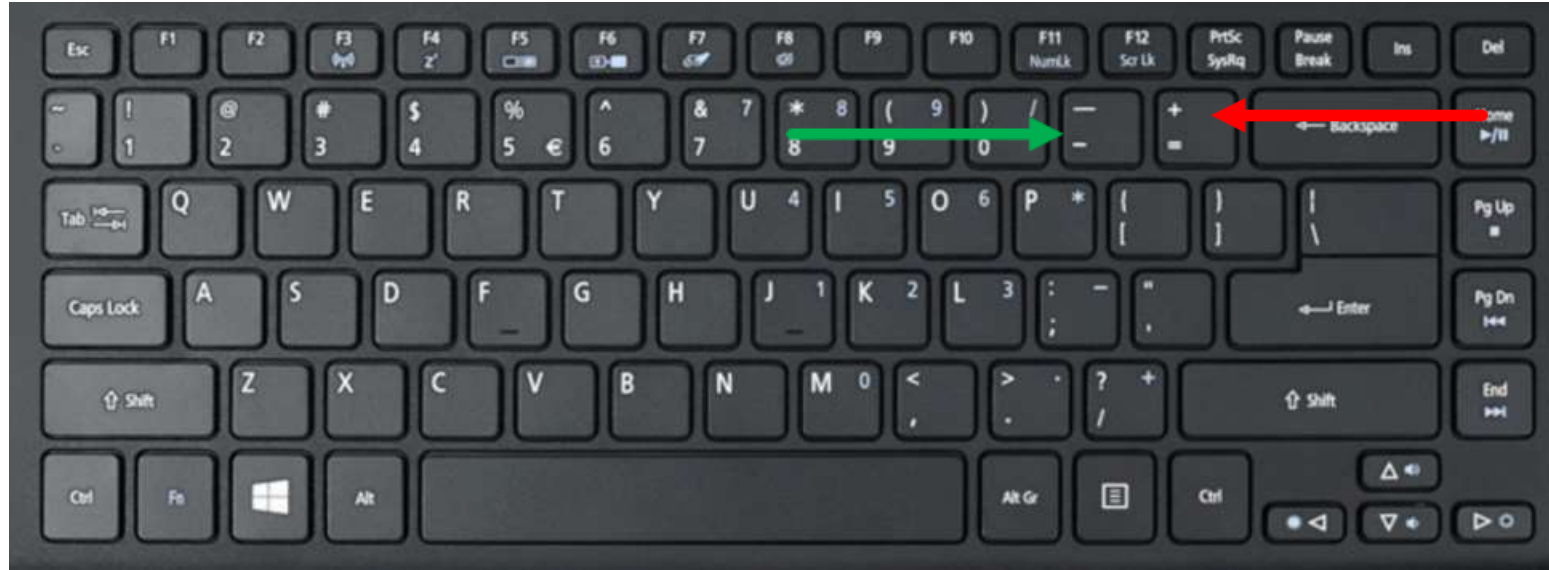 Esc F1 F2 F3 F4 F5 F6 F7 F8 F9 F10 F11 F12 PrtSc Pause Ins Del
z^z NumLk Scr Lk SysRq Break
~ ! @ # $ % ^ & 7 * 8 ( 9 ) / — +
1 2 3 4 5 € 6 7 8 9 0 - = Backspace
Tab Q W E R T Y U 4 I 5 O 6 P * { } | Pg Up
[ ] \
Caps Lock A S D F G H J 1 K 2 L 3 : - " Enter Pg Dn
; '
Shift Z X C V B N M 0 < > . ? + Shift End
, . /
Ctrl Fn Alt Alt Gr Ctrl